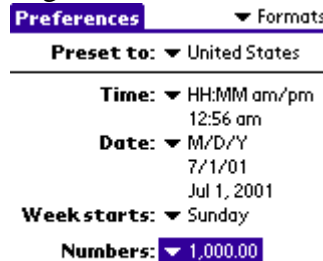 Preferences Formats
Preset to: United States
Time: HH:MM am/pm
12:56 am
Date: M/D/Y
7/1/01
Jul 1, 2001
Week starts: Sunday
Numbers: 1,000.00